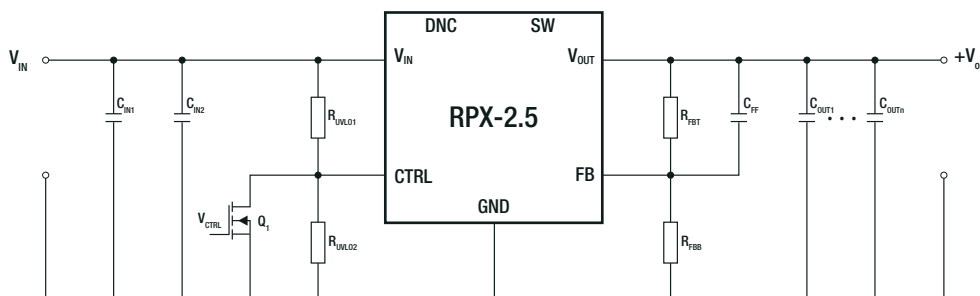 DNC SW
V_IN V_IN V_OUT +V_o
C_IN1 C_IN2 R_UVLO1 RPX-2.5 R_FBT C_FF C_OUT1 • • • C_OUTn
CTRL FB
GND
V_CTRL Q_1 R_UVLO2 R_FBB